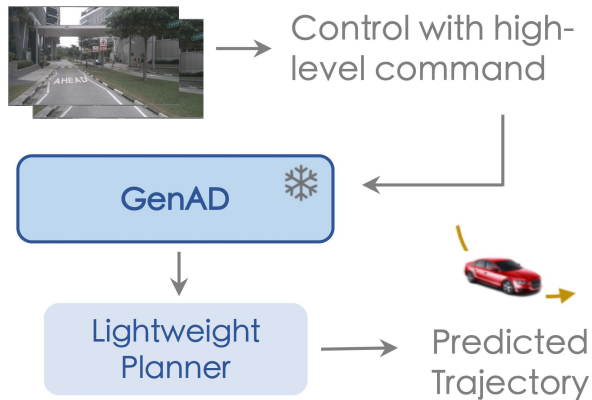 AHEAD
Control with high-
level command
GenAD
Lightweight
Planner
Predicted
Trajectory